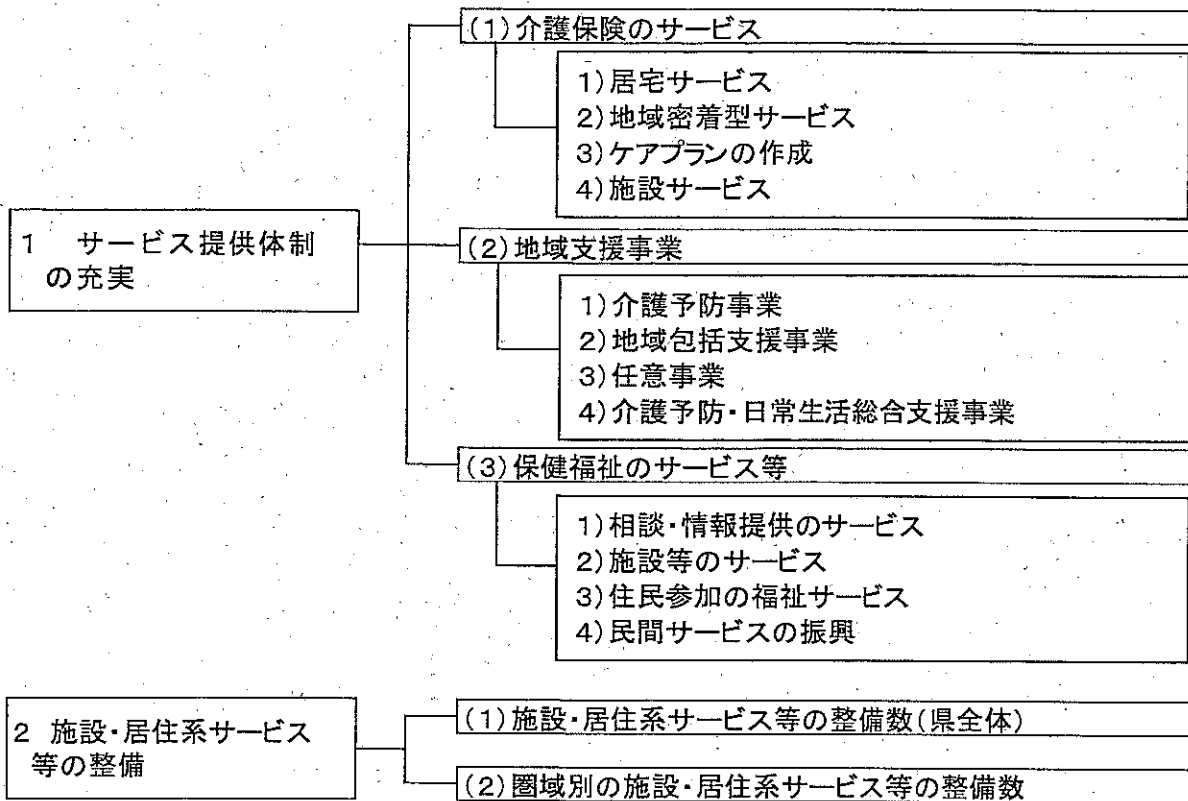 (1)介護保険のサービス
1)居宅サービス
2)地域密着型サービス
3)ケアプランの作成
4)施設サービス
1 サービス提供体制
の充実
(2)地域支援事業
1)介護予防事業
2)地域包括支援事業
3)任意事業
4)介護予防・日常生活総合支援事業
(3)保健福祉のサービス等
1)相談・情報提供のサービス
2)施設等のサービス
3)住民参加の福祉サービス
4)民間サービスの振興
2 施設・居住系サービス
等の整備
(1)施設・居住系サービス等の整備数(県全体)
(2)圏域別の施設・居住系サービス等の整備数